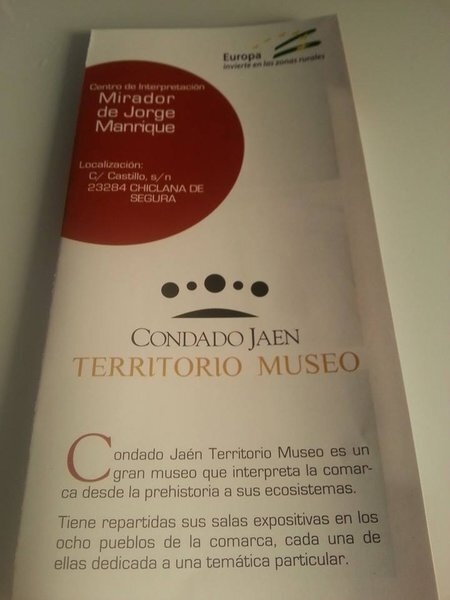 Europa
invierte en las zonas rurales
Centro de Interpretación
Mirador
de Jorge
Manrique
Localización:
C/ Castillo, s/n
23284 CHICLANA DE
SEGURA
CONDADO JAEN
TERRITORIO MUSEO
Condado Jaén Territorio Museo es un
gran museo que interpreta la comar-
ca desde la prehistoria a sus ecosistemas.
Tiene repartidas sus salas expositivas en los
ocho pueblos de la comarca, cada una de
ellas dedicada a una temática particular.